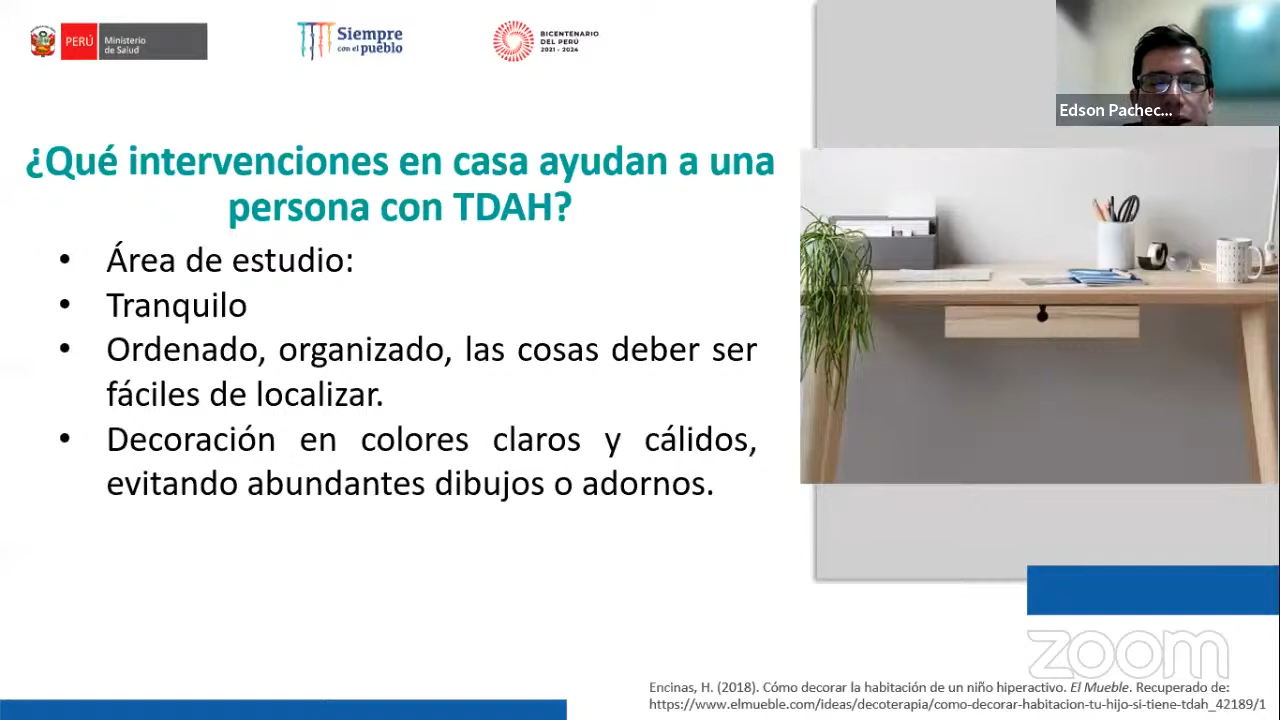 PERÚ
Ministerio
de Salud
Siempre
con el pueblo
BICENTENARIO
DEL PERÚ
2021 - 2024
Edson Pachec...
¿Qué intervenciones en casa ayudan a una
persona con TDAH?
• Área de estudio:
• Tranquilo
• Ordenado, organizado, las cosas deber ser
fáciles de localizar.
• Decoración en colores claros y cálidos,
evitando abundantes dibujos o adornos.
zoom
Encinas, H. (2018). Cómo decorar la habitación de un niño hiperactivo. El Mueble. Recuperado de:
https://www.elmueble.com/ideas/decoterapia/como-decorar-habitacion-tu-hijo-si-tiene-tdah_42189/1